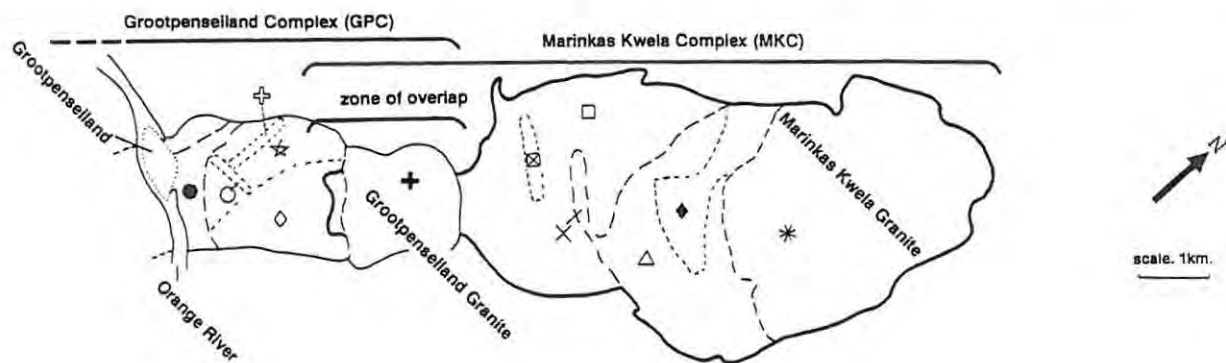 Grootpenseiland Complex (GPC)
Marinkas Kwela Complex (MKC)
zone of overlap
Grootpenseiland
Marinkas Kwela Granite
Grootpenseiland Granite
Orange River
N
scale. 1km.